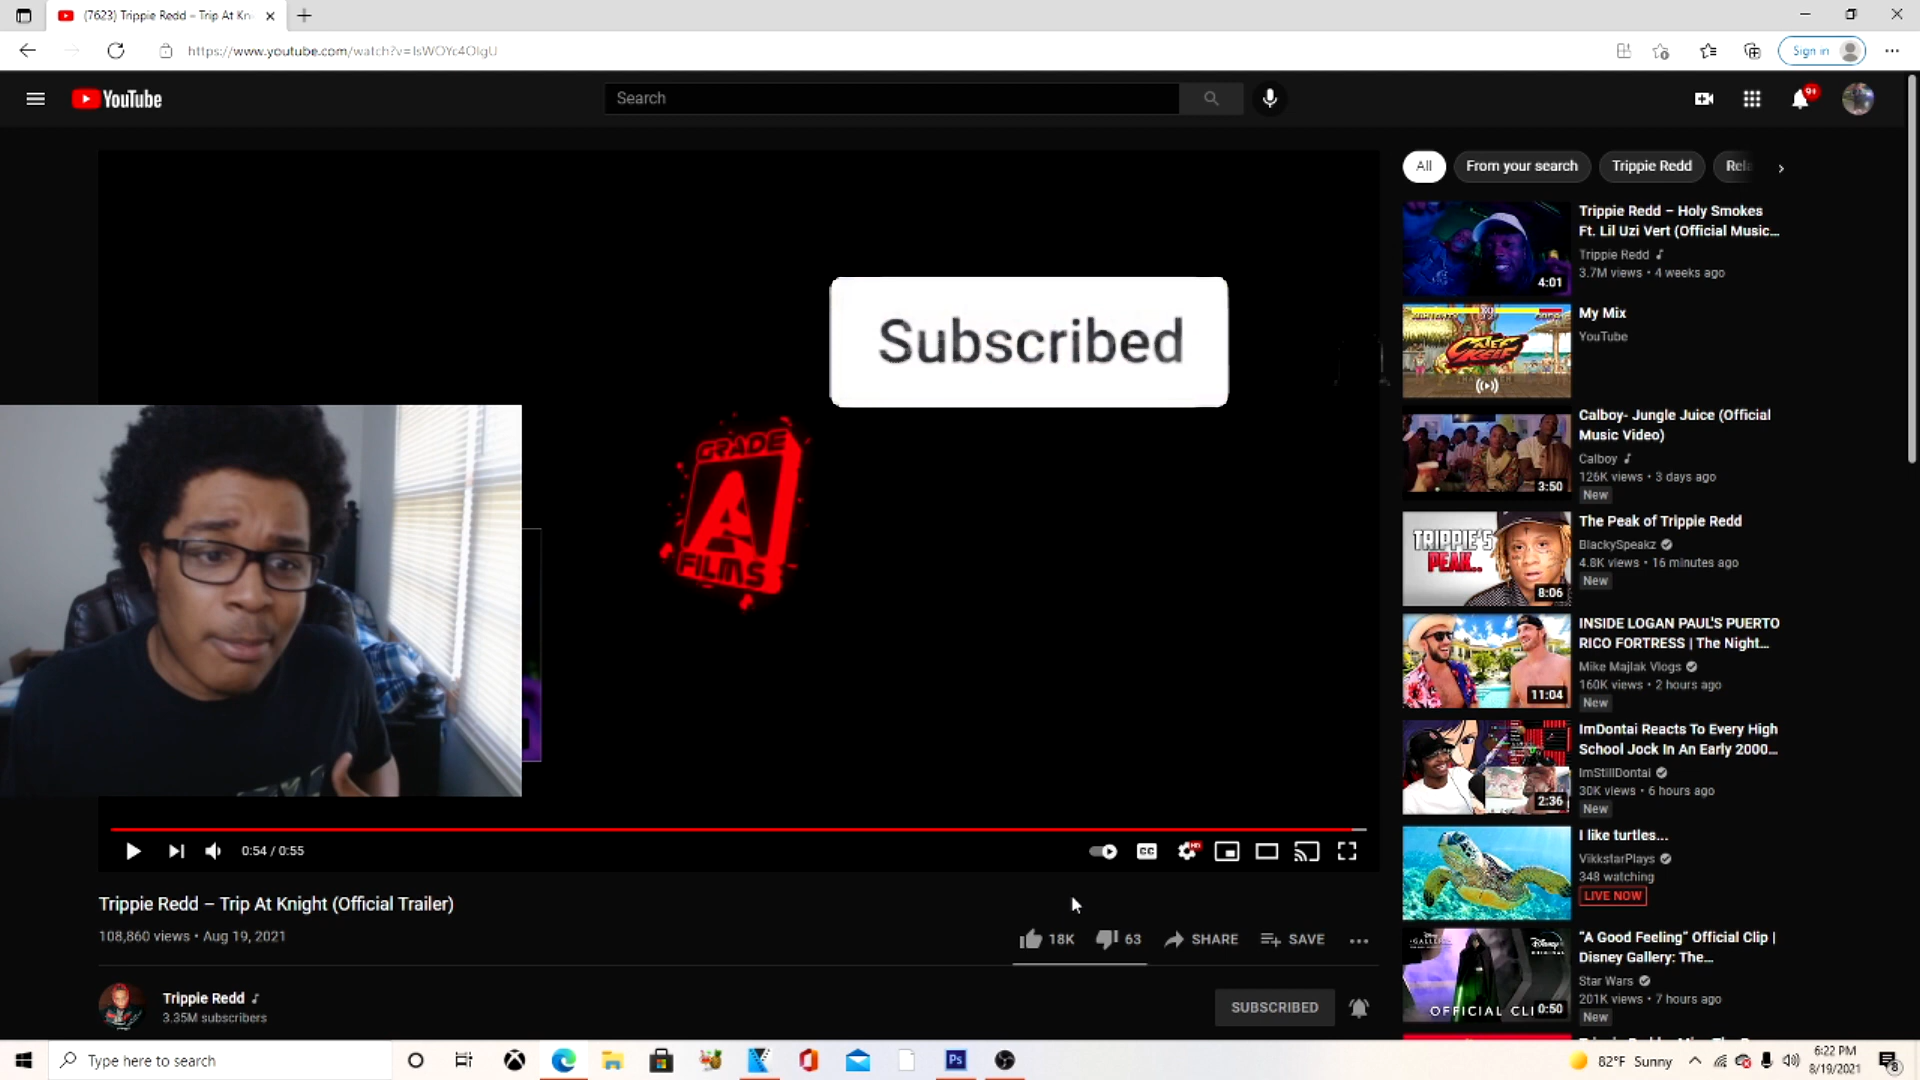 (7623) Trippie Redd – Trip At Kn
https://www.youtube.com/watch?v=IsWOYc4OIgU
Sign in
YouTube
Search
9+
All
From your search
Trippie Redd
Rela
Subscribed
GRADE
A
FILMS
Trippie Redd – Holy Smokes
Ft. Lil Uzi Vert (Official Music...
Trippie Redd
3.7M views • 4 weeks ago
4:01
My Mix
YouTube
Calboy- Jungle Juice (Official
Music Video)
Calboy
126K views • 3 days ago
New
3:50
The Peak of Trippie Redd
BlackySpeakz
4.8K views • 16 minutes ago
New
TRIPPIE'S
PEAK..
8:06
INSIDE LOGAN PAUL'S PUERTO
RICO FORTRESS | The Night...
Mike Majlak Vlogs
160K views • 2 hours ago
New
11:04
ImDontai Reacts To Every High
School Jock In An Early 2000...
ImStillDontai
30K views • 6 hours ago
New
2:36
I like turtles...
VikkstarPlays
348 watching
LIVE NOW
"A Good Feeling" Official Clip |
Disney Gallery: The...
Star Wars
201K views • 7 hours ago
New
OFFICIAL CLI
0:50
0:54 / 0:55
CC
HD
Trippie Redd – Trip At Knight (Official Trailer)
108,860 views • Aug 19, 2021
18K
63
SHARE
SAVE
Trippie Redd
3.35M subscribers
SUBSCRIBED
Type here to search
Ps
82°F Sunny
6:22 PM
8/19/2021
8